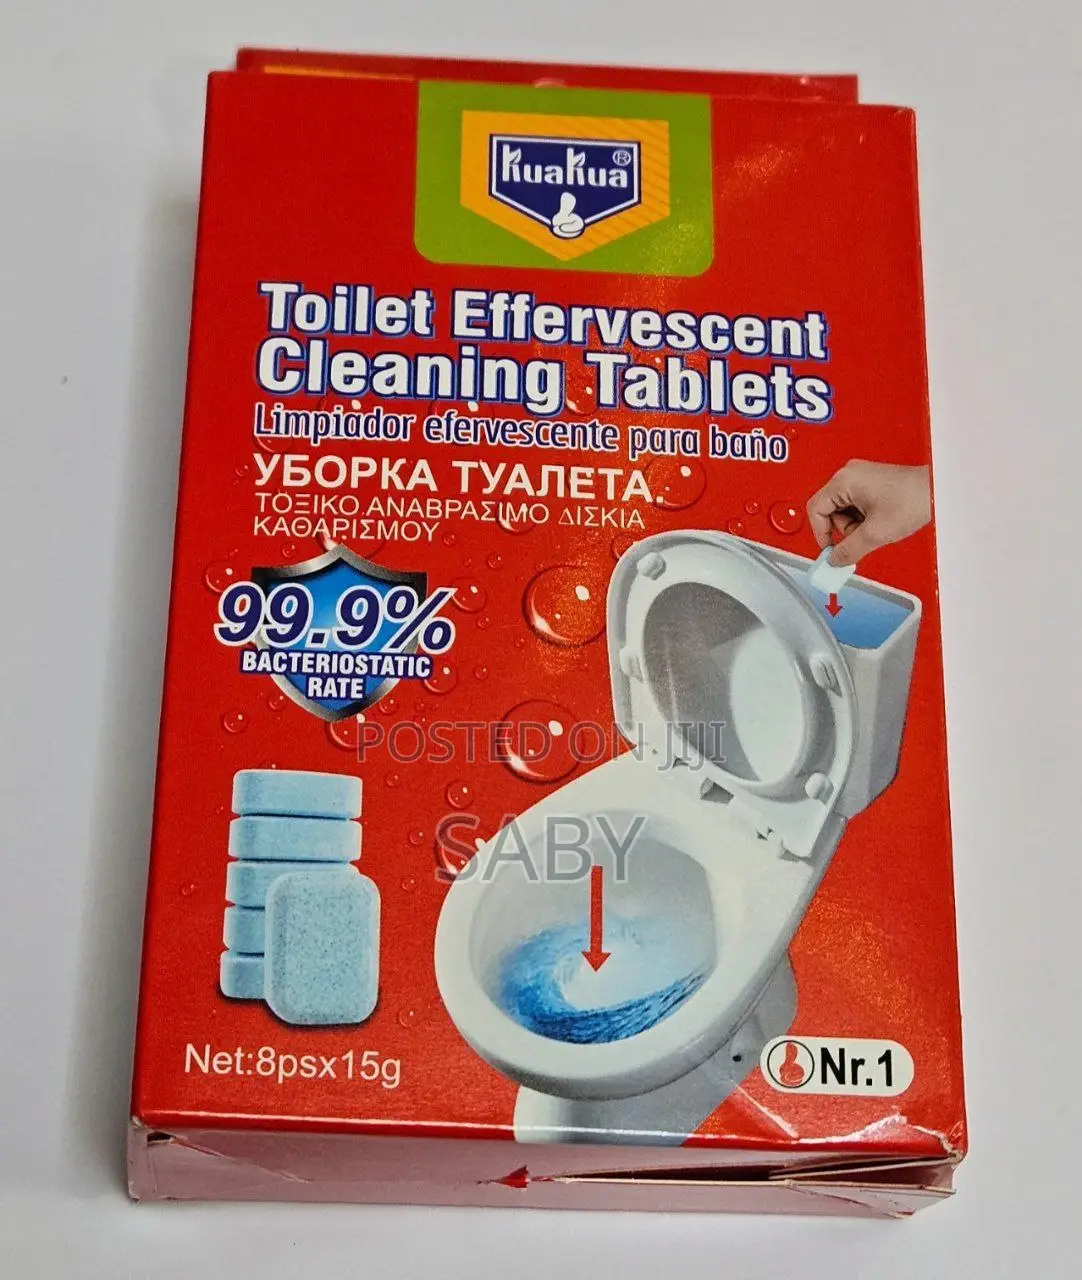 KuaKua®
Toilet Effervescent
Cleaning Tablets
Limpiador efervescente para baño
УБОРКА ТУАЛЕТА.
ΤΟΞΙΚΟ.ΑΝΑΒΡΑΣΙΜΟ ΔΙΣΚΙΑ
ΚΑΘΑΡΙΣΜΟΥ
99.9%
BACTERIOSTATIC
RATE
POSTED ON JIJI
SABY
Net:8psx15g
Nr.1